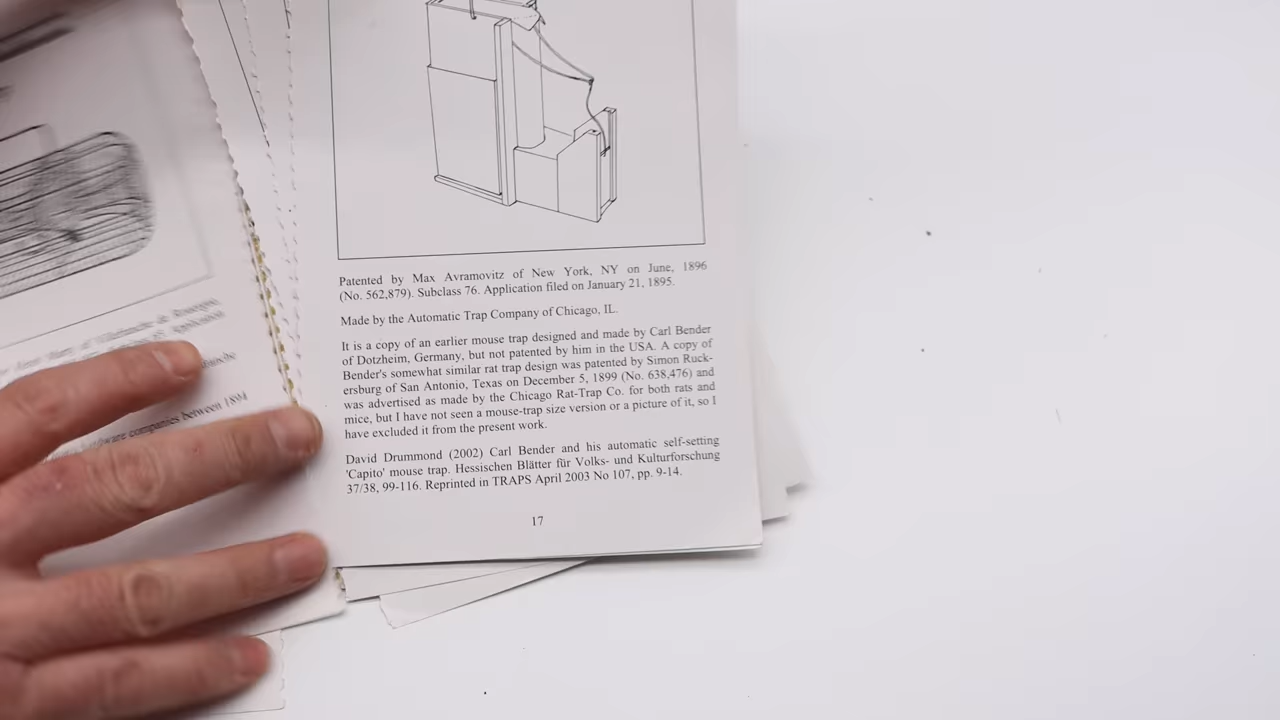 Patented by Max Avramovitz of New York, NY on June, 1896
(No. 562,879). Subclass 76. Application filed on January 21, 1895.
Made by the Automatic Trap Company of Chicago, IL.
It is a copy of an earlier mouse trap designed and made by Carl Bender
of Dotzheim, Germany, but not patented by him in the USA. A copy of
Bender's somewhat similar rat trap design was patented by Simon Ruck-
ersburg of San Antonio, Texas on December 5, 1899 (No. 638,476) and
was advertised as made by the Chicago Rat-Trap Co. for both rats and
mice, but I have not seen a mouse-trap size version or a picture of it, so I
have excluded it from the present work.
David Drummond (2002) Carl Bender and his automatic self-setting
'Capito' mouse trap. Hessischen Blätter für Volks- und Kulturforschung
37/38, 99-116. Reprinted in TRAPS April 2003 No 107, pp. 9-14.
17
companies between 1894